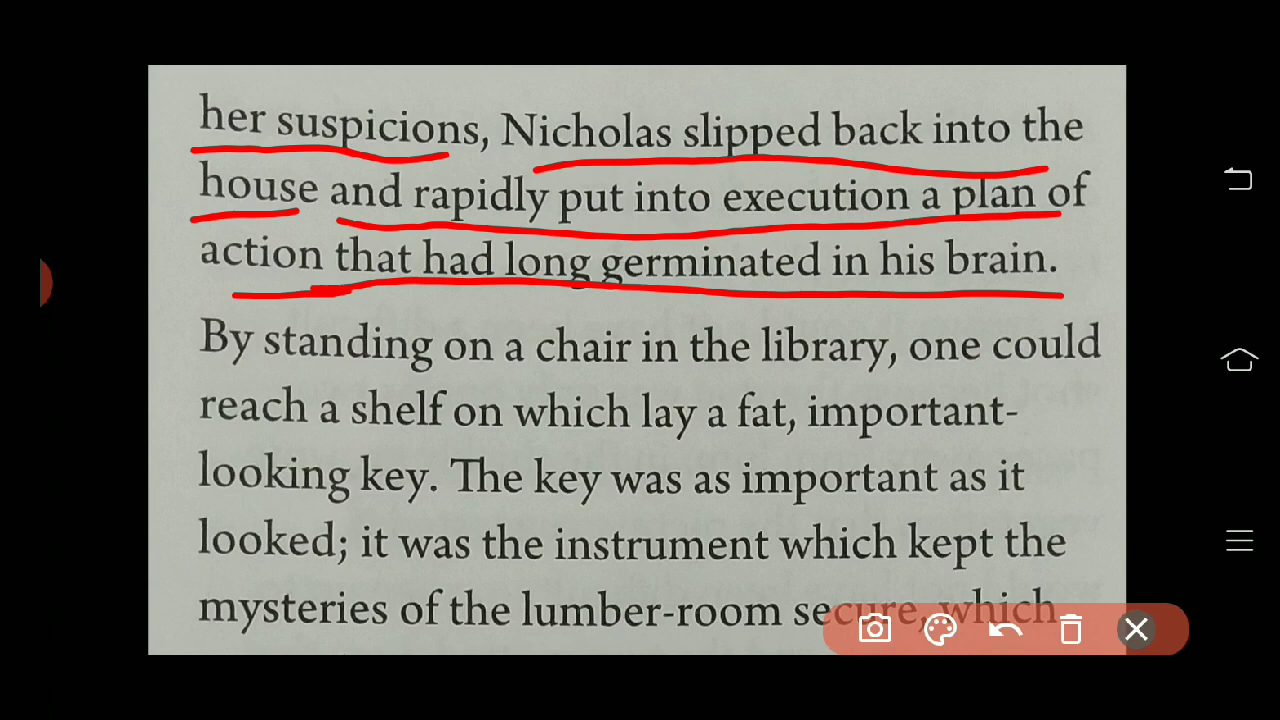 her suspicions, Nicholas slipped back into the
house and rapidly put into execution a plan of
action that had long germinated in his brain.
By standing on a chair in the library, one could
reach a shelf on which lay a fat, important-
looking key. The key was as important as it
looked; it was the instrument which kept the
mysteries of the lumber-room secure, which